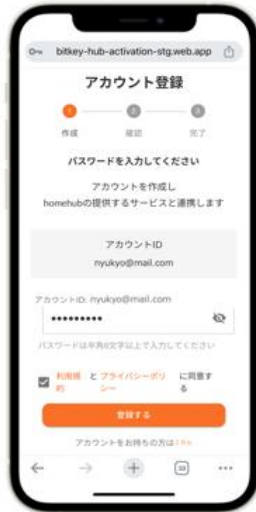 bitkey-hub-activation-stg.web.app
アカウント登録
1 2 3
作成 確認 完了
パスワードを入力してください
アカウントを作成し
homehubの提供するサービスと連携します
アカウントID
nyukyo@mail.com
アカウントID: nyukyo@mail.com
•••••••••
パスワードは半角8文字以上で入力してください
利用規約 と プライバシーポリシー に同意する
登録する
アカウントをお持ちの方はこちら